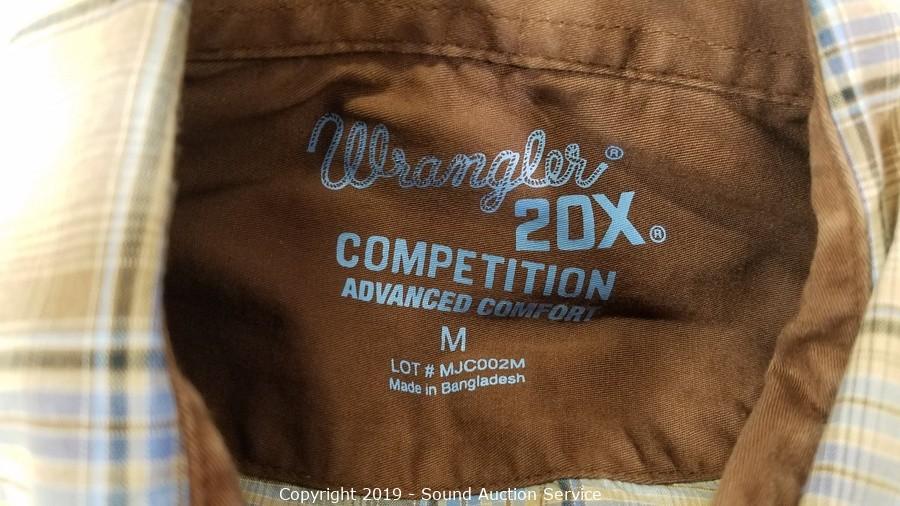 Wrangler®
20X®
COMPETITION
ADVANCED COMFORT
M
LOT # MJC002M
Made in Bangladesh
Copyright 2019 - Sound Auction Service